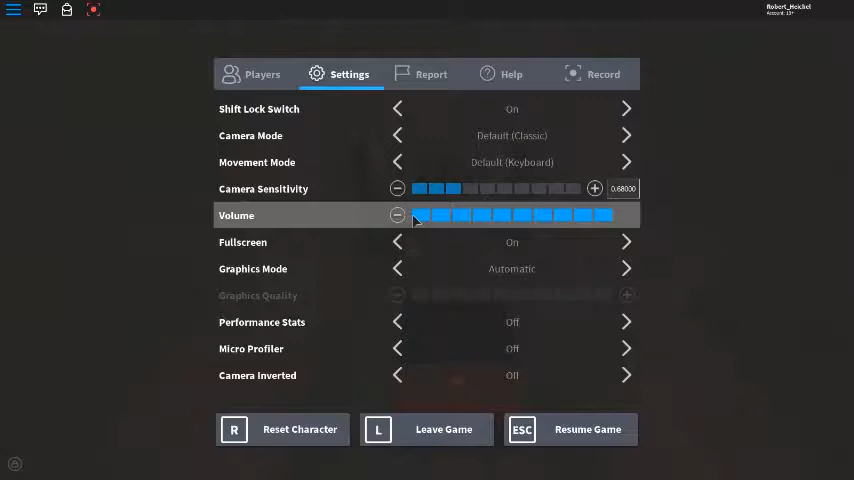 Robert_Heichel
Account: 13+
Players Settings Report Help Record
Shift Lock Switch On
Camera Mode Default (Classic)
Movement Mode Default (Keyboard)
Camera Sensitivity 0.68000
Volume
Fullscreen On
Graphics Mode Automatic
Graphics Quality
Performance Stats Off
Micro Profiler Off
Camera Inverted Off
R Reset Character L Leave Game ESC Resume Game